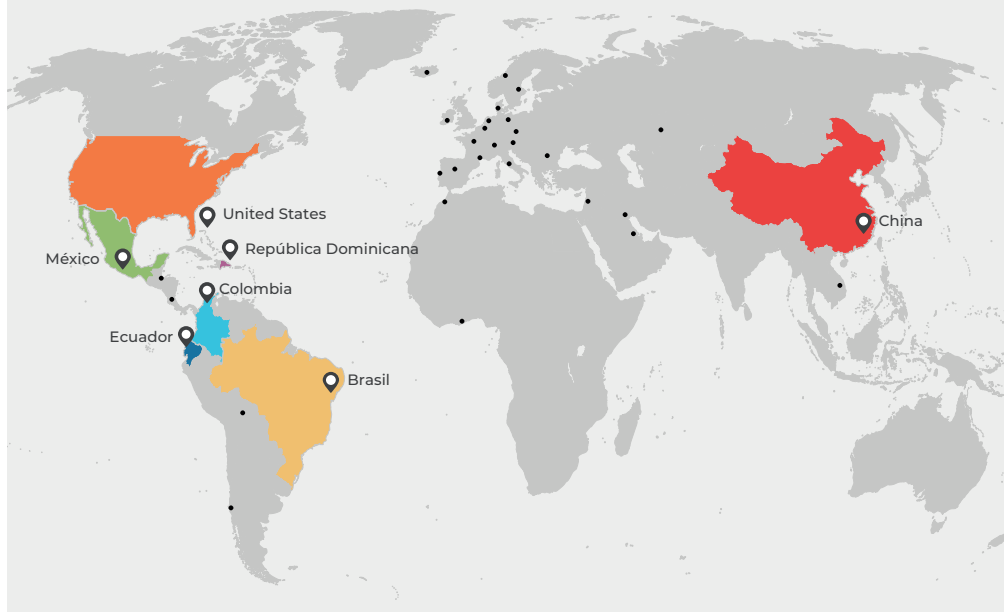 United States
República Dominicana
México
China
Colombia
Ecuador
Brasil